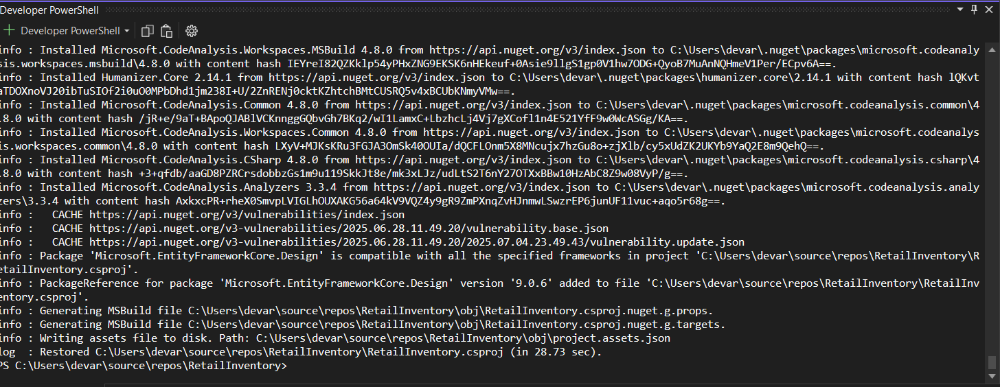 Developer PowerShell
Developer PowerShell
info : Installed Microsoft.CodeAnalysis.Workspaces.MSBuild 4.8.0 from https://api.nuget.org/v3/index.json to C:\Users\devar\.nuget\packages\microsoft.codeanaly
sis.workspaces.msbuild\4.8.0 with content hash IEYreI82QZKklp54yPHxZNG9EKSK6nHEkeuf+0Asie9llgS1gp0V1hw7ODG+QyoB7MuAnNQHmeV1Per/ECpv6A==.
info : Installed Humanizer.Core 2.14.1 from https://api.nuget.org/v3/index.json to C:\Users\devar\.nuget\packages\humanizer.core\2.14.1 with content hash lQKvt
aTDOXnoVJ20ibTuSIOf2i0uO0MPbDhd1jm238I+U/2ZnRENj0cktKZhtchBMtCUSRQ5v4xBCUbKNmyVMw==.
info : Installed Microsoft.CodeAnalysis.Common 4.8.0 from https://api.nuget.org/v3/index.json to C:\Users\devar\.nuget\packages\microsoft.codeanalysis.common\4
.8.0 with content hash /jR+e/9aT+BApoQJABlVCKnnggGQbvGh7BKq2/wI1LamxC+LbzhcLj4Vj7gXCofl1n4E521YfF9w0WcASGg/KA==.
info : Installed Microsoft.CodeAnalysis.Workspaces.Common 4.8.0 from https://api.nuget.org/v3/index.json to C:\Users\devar\.nuget\packages\microsoft.codeanalys
is.workspaces.common\4.8.0 with content hash LXyV+MJKsKRu3FGJA3OmSk40OUIa/dQCFLOnm5X8MNcujx7hzGu8o+zjXlb/cy5xUdZK2UKYb9YaQ2E8m9QehQ==.
info : Installed Microsoft.CodeAnalysis.CSharp 4.8.0 from https://api.nuget.org/v3/index.json to C:\Users\devar\.nuget\packages\microsoft.codeanalysis.csharp\4
.8.0 with content hash +3+qfdb/aaGD8PZRCrsdobbzGs1m9u119SkkJt8e/mk3xLJz/udLtS2T6nY27OTXxBBw10HzAbC8Z9w08VyP/g==.
info : Installed Microsoft.CodeAnalysis.Analyzers 3.3.4 from https://api.nuget.org/v3/index.json to C:\Users\devar\.nuget\packages\microsoft.codeanalysis.analy
zers\3.3.4 with content hash AxkxcPR+rheX0SmvpLVIGLhOUXAKG56a64kV9VQZ4y9gR9ZmPXnqZvHJnmwLSwzrEP6junUF11vuc+aqo5r68g==.
info :   CACHE https://api.nuget.org/v3/vulnerabilities/index.json
info :   CACHE https://api.nuget.org/v3-vulnerabilities/2025.06.28.11.49.20/vulnerability.base.json
info :   CACHE https://api.nuget.org/v3-vulnerabilities/2025.06.28.11.49.20/2025.07.04.23.49.43/vulnerability.update.json
info : Package 'Microsoft.EntityFrameworkCore.Design' is compatible with all the specified frameworks in project 'C:\Users\devar\source\repos\RetailInventory\R
etailInventory.csproj'.
info : PackageReference for package 'Microsoft.EntityFrameworkCore.Design' version '9.0.6' added to file 'C:\Users\devar\source\repos\RetailInventory\RetailInv
entory.csproj'.
info : Generating MSBuild file C:\Users\devar\source\repos\RetailInventory\obj\RetailInventory.csproj.nuget.g.props.
info : Generating MSBuild file C:\Users\devar\source\repos\RetailInventory\obj\RetailInventory.csproj.nuget.g.targets.
info : Writing assets file to disk. Path: C:\Users\devar\source\repos\RetailInventory\obj\project.assets.json
log  : Restored C:\Users\devar\source\repos\RetailInventory\RetailInventory.csproj (in 28.73 sec).
PS C:\Users\devar\source\repos\RetailInventory>